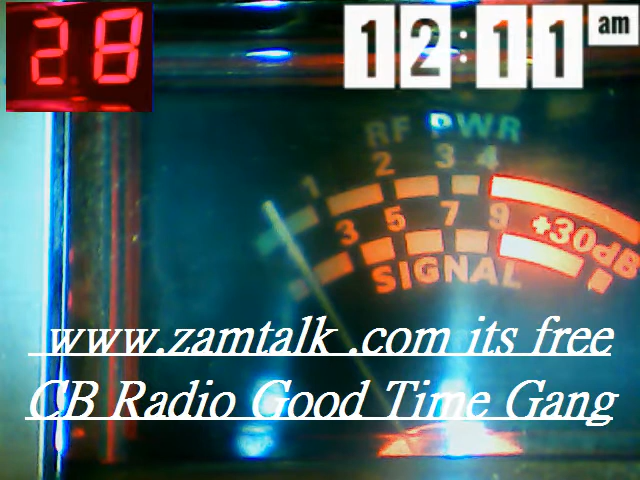 28
12:11 am
RF PWR
1 2 3 4
3 5 7 9 +30dB
SIGNAL
www.zamtalk .com its free
CB Radio Good Time Gang